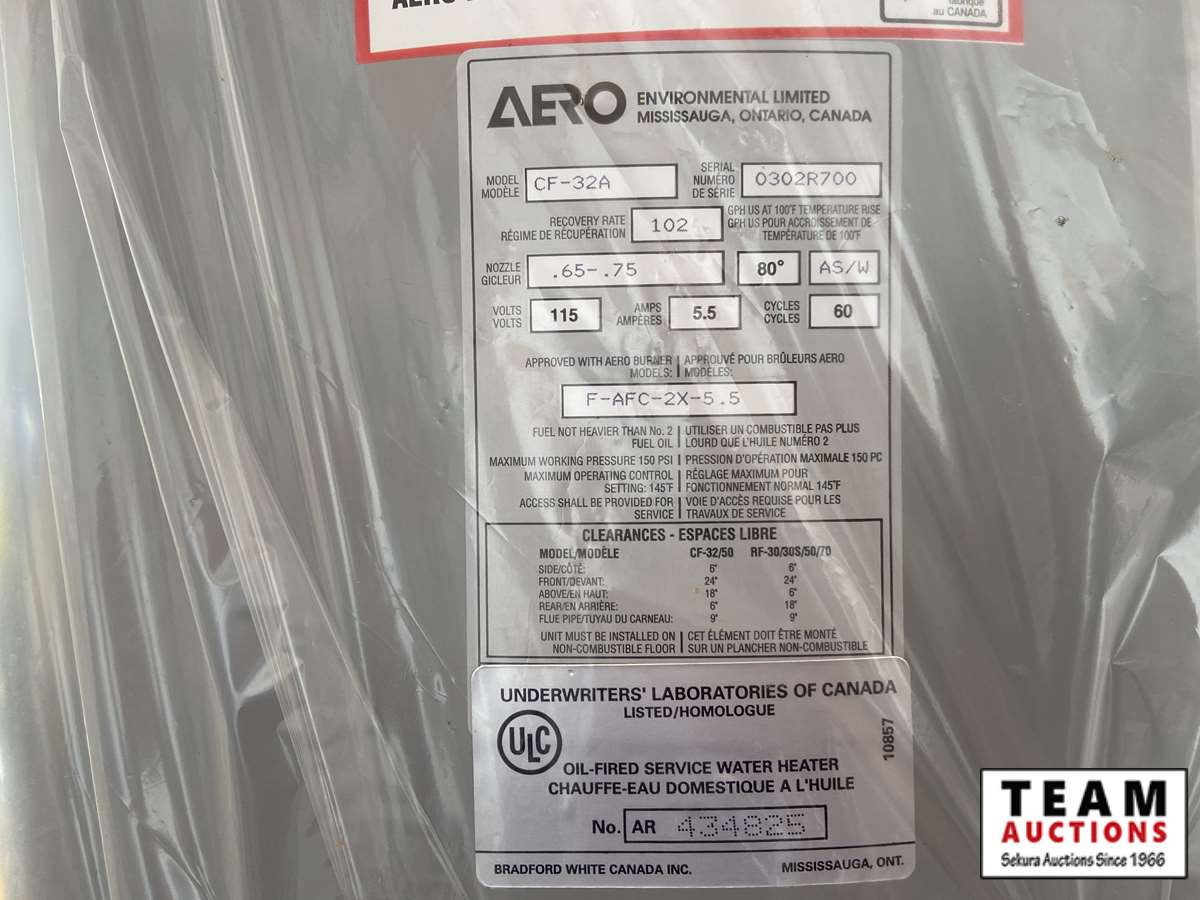 fabriqué
au CANADA
AERO ENVIRONMENTAL LIMITED
MISSISSAUGA, ONTARIO, CANADA
MODEL
MODÈLE CF-32A
SERIAL
NUMÉRO
DE SÉRIE 0302R700
RECOVERY RATE
RÉGIME DE RÉCUPÉRATION 102
GPH US AT 100°F TEMPERATURE RISE
GPH US POUR ACCROISSEMENT DE
TEMPÉRATURE DE 100°F
NOZZLE
GICLEUR .65-.75 80° AS/W
VOLTS
VOLTS 115
AMPS
AMPÈRES 5.5
CYCLES
CYCLES 60
APPROVED WITH AERO BURNER
MODELS:
APPROUVÉ POUR BRÛLEURS AERO
MODÈLES:
F-AFC-2X-5.5
FUEL NOT HEAVIER THAN No. 2
FUEL OIL
UTILISER UN COMBUSTIBLE PAS PLUS
LOURD QUE L'HUILE NUMÉRO 2
MAXIMUM WORKING PRESSURE 150 PSI
PRESSION D'OPÉRATION MAXIMALE 150 PC
MAXIMUM OPERATING CONTROL
SETTING: 145°F
RÉGLAGE MAXIMUM POUR
FONCTIONNEMENT NORMAL 145°F
ACCESS SHALL BE PROVIDED FOR
SERVICE
VOIE D'ACCÈS REQUISE POUR LES
TRAVAUX DE SERVICE
CLEARANCES - ESPACES LIBRE
MODEL/MODÈLE CF-32/50 RF-30/30S/50/70
SIDE/CÔTÉ: 6" 6"
FRONT/DEVANT: 24" 24"
ABOVE/EN HAUT: 18" 6"
REAR/EN ARRIÈRE: 6" 18"
FLUE PIPE/TUYAU DU CARNEAU: 9" 9"
UNIT MUST BE INSTALLED ON
NON-COMBUSTIBLE FLOOR
CET ÉLÉMENT DOIT ÊTRE MONTÉ
SUR UN PLANCHER NON-COMBUSTIBLE
UNDERWRITERS' LABORATORIES OF CANADA
LISTED/HOMOLOGUE
ULC
10857
OIL-FIRED SERVICE WATER HEATER
CHAUFFE-EAU DOMESTIQUE A L'HUILE
No. AR 434825
BRADFORD WHITE CANADA INC. MISSISSAUGA, ONT.
TEAM
AUCTIONS
Sekura Auctions Since 1966